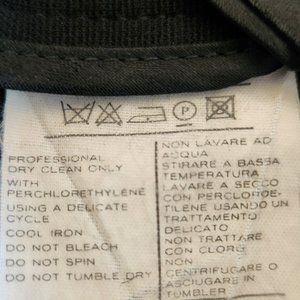 P
PROFESSIONAL
DRY CLEAN ONLY
WITH
PERCHLORETHYLENE
USING A DELICATE
CYCLE
COOL IRON
DO NOT BLEACH
DO NOT SPIN
DO NOT TUMBLE DRY
NON LAVARE AD
ACQUA
STIRARE A BASSA
TEMPERATURA
LAVARE A SECCO
CON PERCLOROE-
TILENE USANDO UN
TRATTAMENTO
DELICATO
NON TRATTARE
CON CLORO
NON
CENTRIFUGARE O
ASCIUGARE IN
TUMBLER